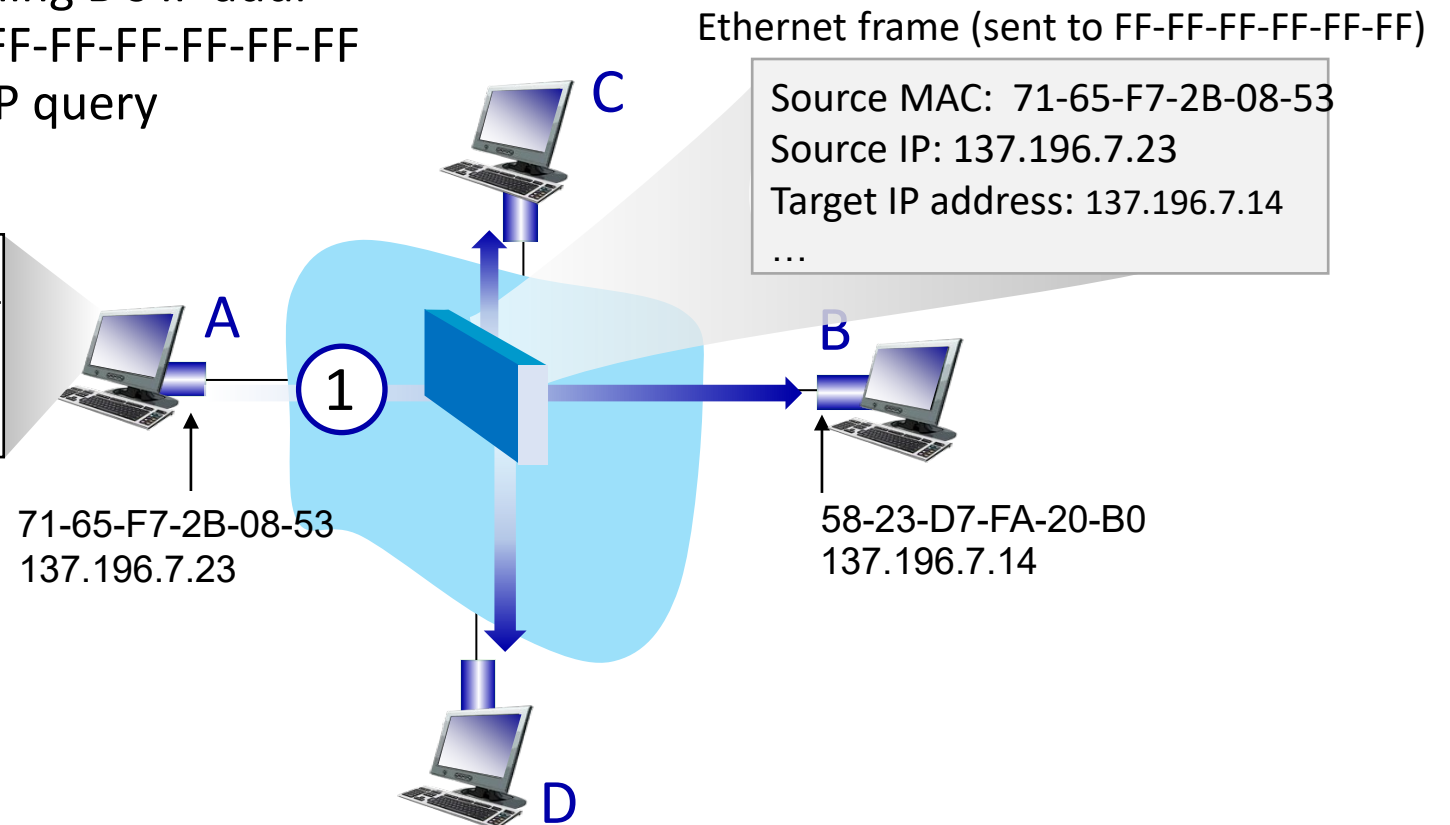 FF-FF-FF-FF-FF-FF
query
Ethernet frame (sent to FF-FF-FF-FF-FF-FF)
C
Source MAC: 71-65-F7-2B-08-53
Source IP: 137.196.7.23
Target IP address: 137.196.7.14
…
A
B
1
71-65-F7-2B-08-53
137.196.7.23
58-23-D7-FA-20-B0
137.196.7.14
D